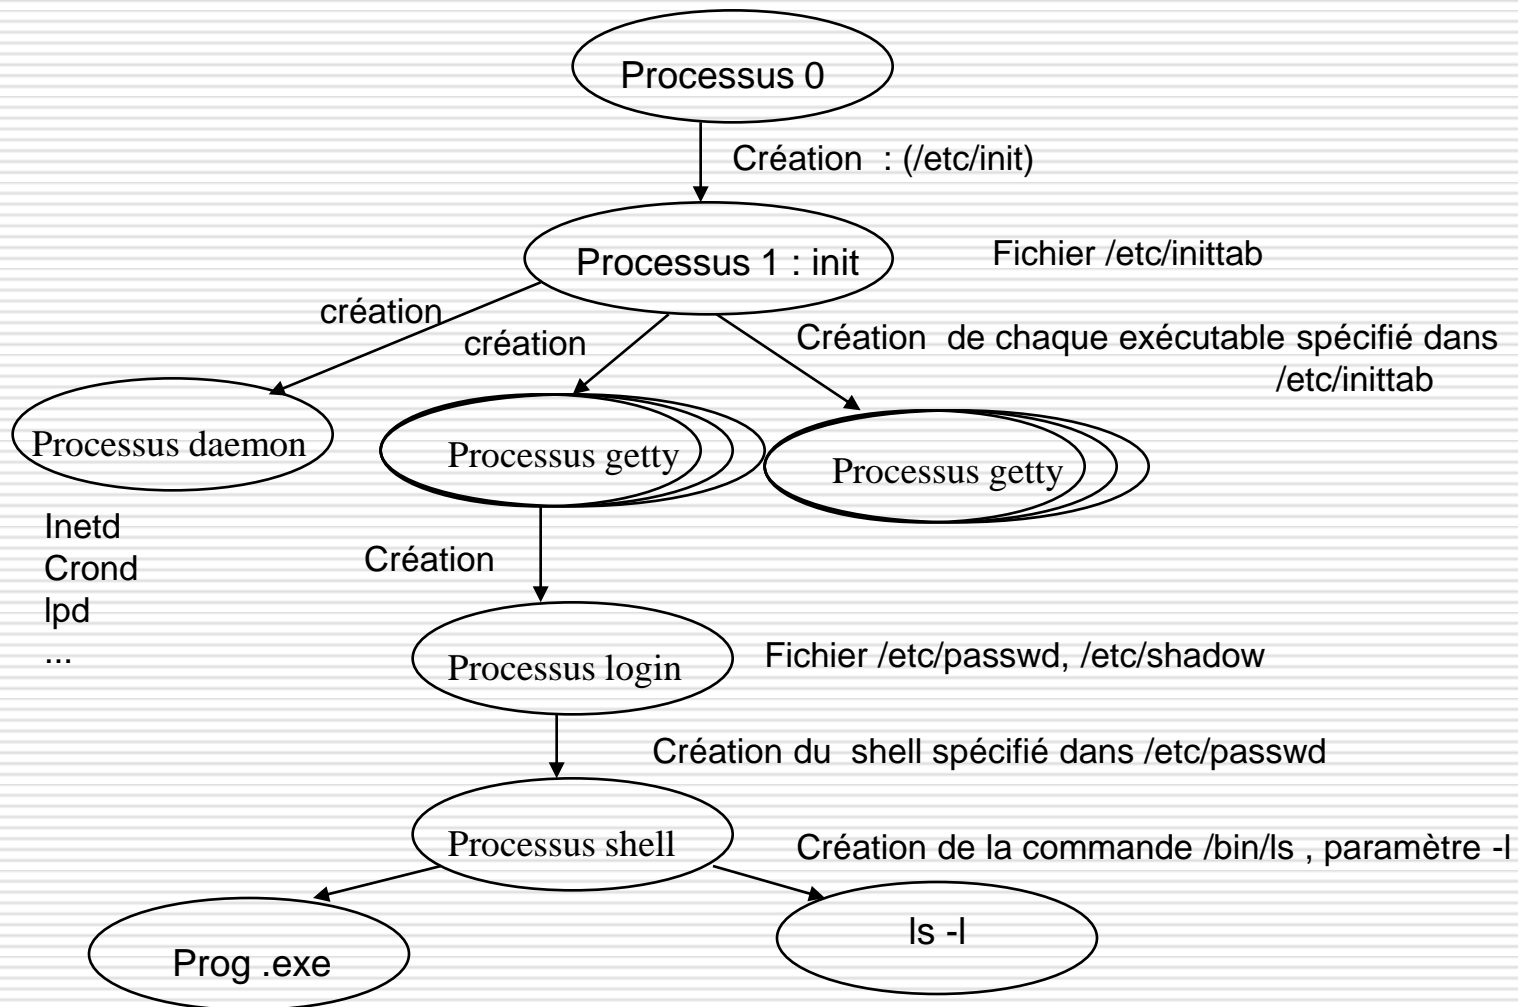 Processus 0
Création : (/etc/init)
Processus 1 : init
Fichier /etc/inittab
création
création
Création de chaque exécutable spécifié dans
/etc/inittab
Processus daemon
Processus getty
Processus getty
Inetd
Crond
lpd
...
Création
Processus login
Fichier /etc/passwd, /etc/shadow
Création du shell spécifié dans /etc/passwd
Processus shell
Création de la commande /bin/ls , paramètre -l
Prog .exe
ls -l